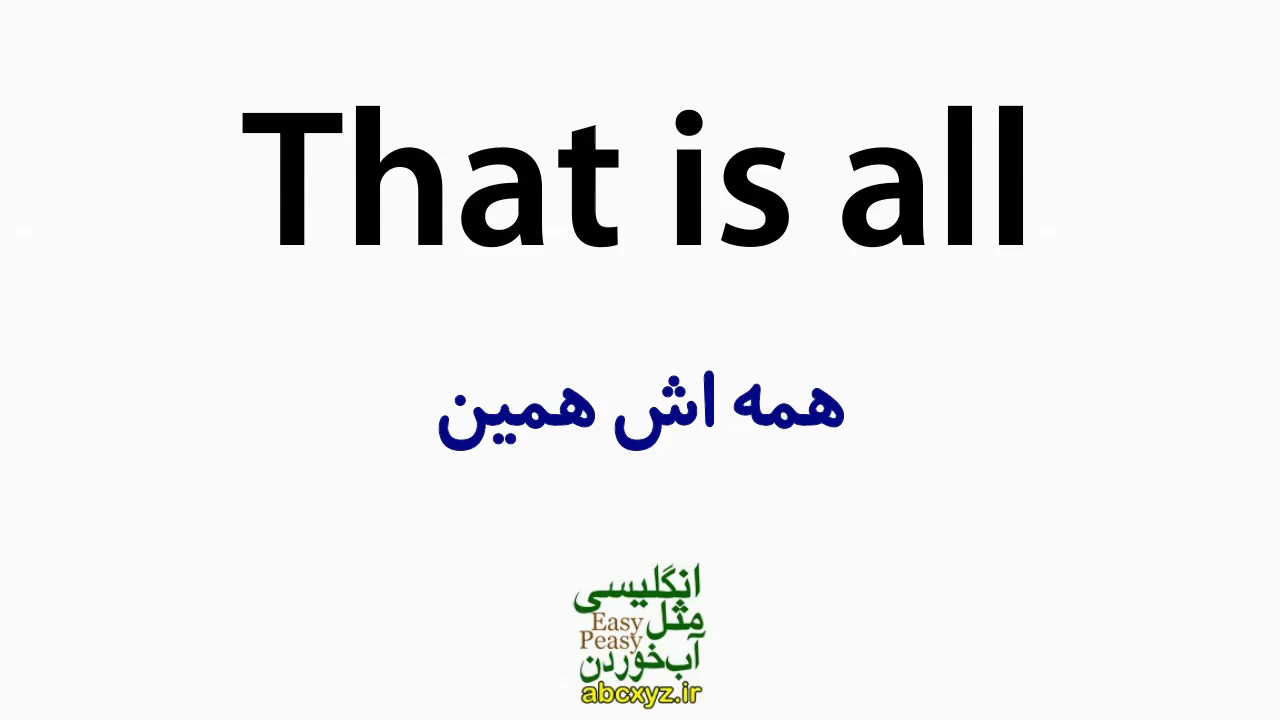 That is all
همه اش همین
انگلیسی
مثل Easy
Peasy
آب‌خوردن
abcxyz.ir